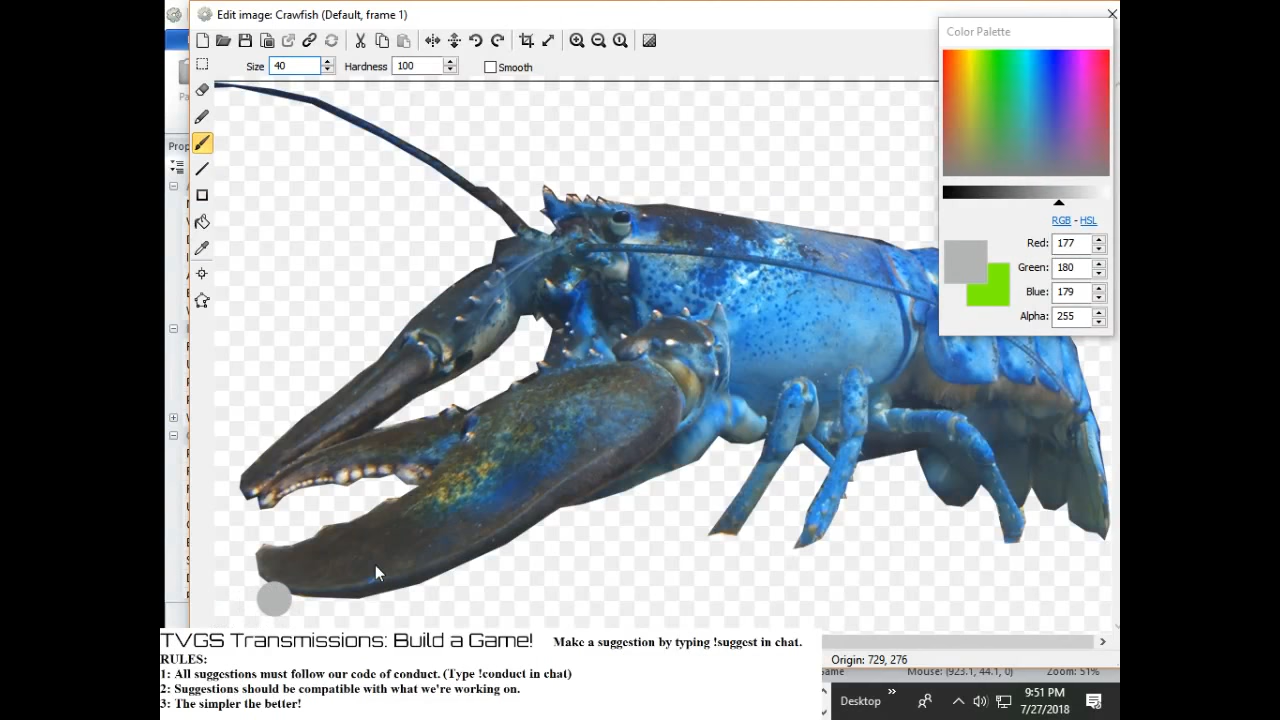 Edit image: Crawfish (Default, frame 1)
Size 40 Hardness 100 Smooth
Color Palette
Prop
RGB - HSL
Red: 177
Green: 180
Blue: 179
Alpha: 255
TVGS Transmissions: Build a Game! Make a suggestion by typing !suggest in chat.
RULES:
1: All suggestions must follow our code of conduct. (Type !conduct in chat)
2: Suggestions should be compatible with what we're working on.
3: The simpler the better!
Origin: 729, 276
Mouse: (923.1, 44.1, 0) Zoom: 51%
Desktop
9:51 PM
7/27/2018